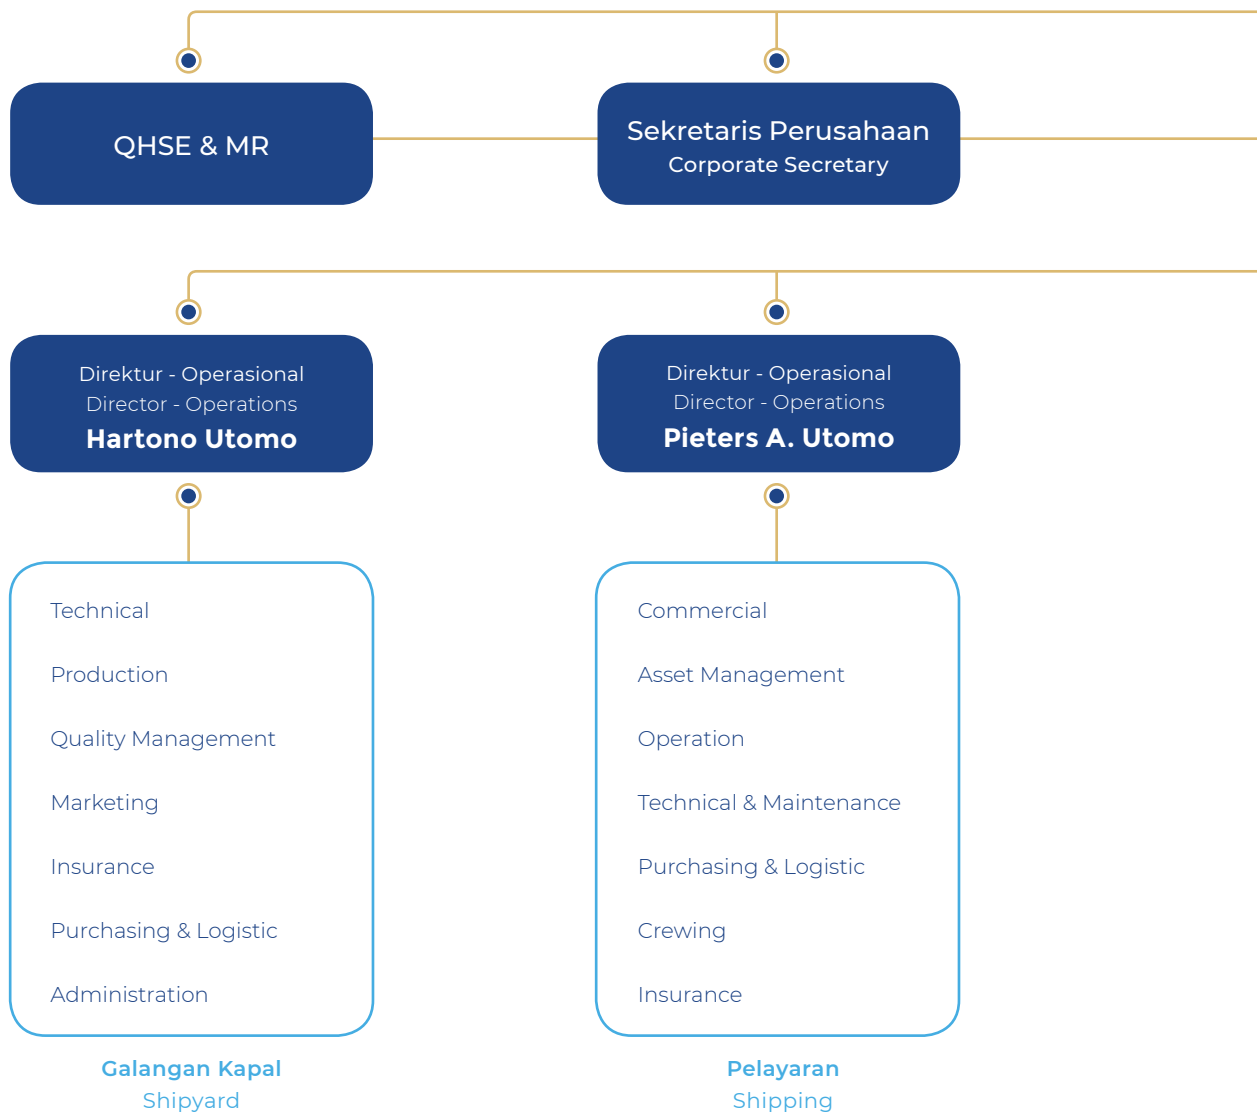 QHSE & MR
Sekretaris Perusahaan
Corporate Secretary
Direktur - Operasional
Director - Operations
Hartono Utomo
Direktur - Operasional
Director - Operations
Pieters A. Utomo
Technical
Production
Quality Management
Marketing
Insurance
Purchasing & Logistic
Administration
Galangan Kapal
Shipyard
Commercial
Asset Management
Operation
Technical & Maintenance
Purchasing & Logistic
Crewing
Insurance
Pelayaran
Shipping